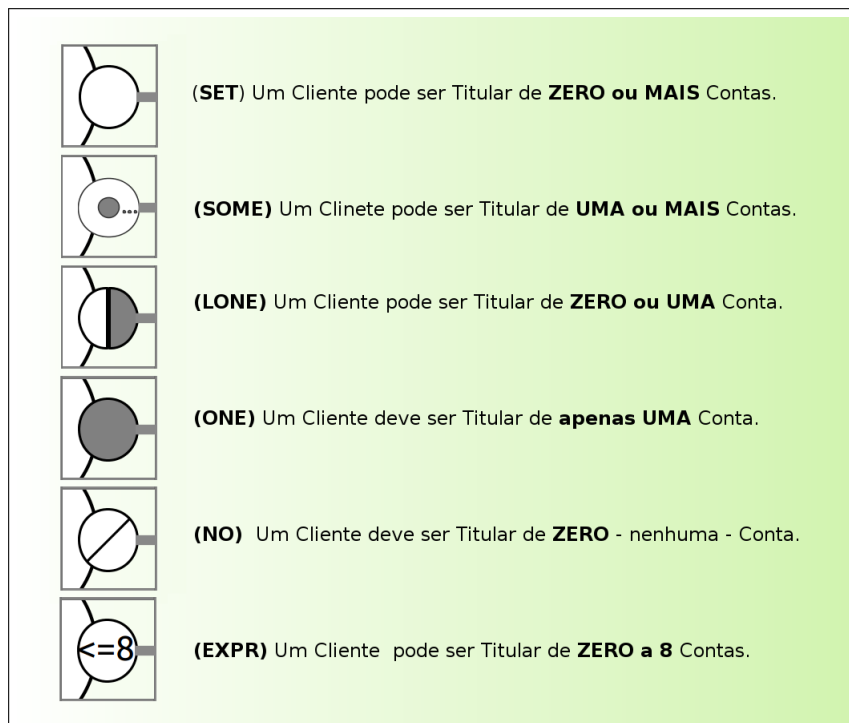 (SET) Um Cliente pode ser Titular de ZERO ou MAIS Contas.
(SOME) Um Clinete pode ser Titular de UMA ou MAIS Contas.
(LONE) Um Cliente pode ser Titular de ZERO ou UMA Conta.
(ONE) Um Cliente deve ser Titular de apenas UMA Conta.
(NO)  Um Cliente deve ser Titular de ZERO - nenhuma - Conta.
<=8
(EXPR) Um Cliente  pode ser Titular de ZERO a 8 Contas.